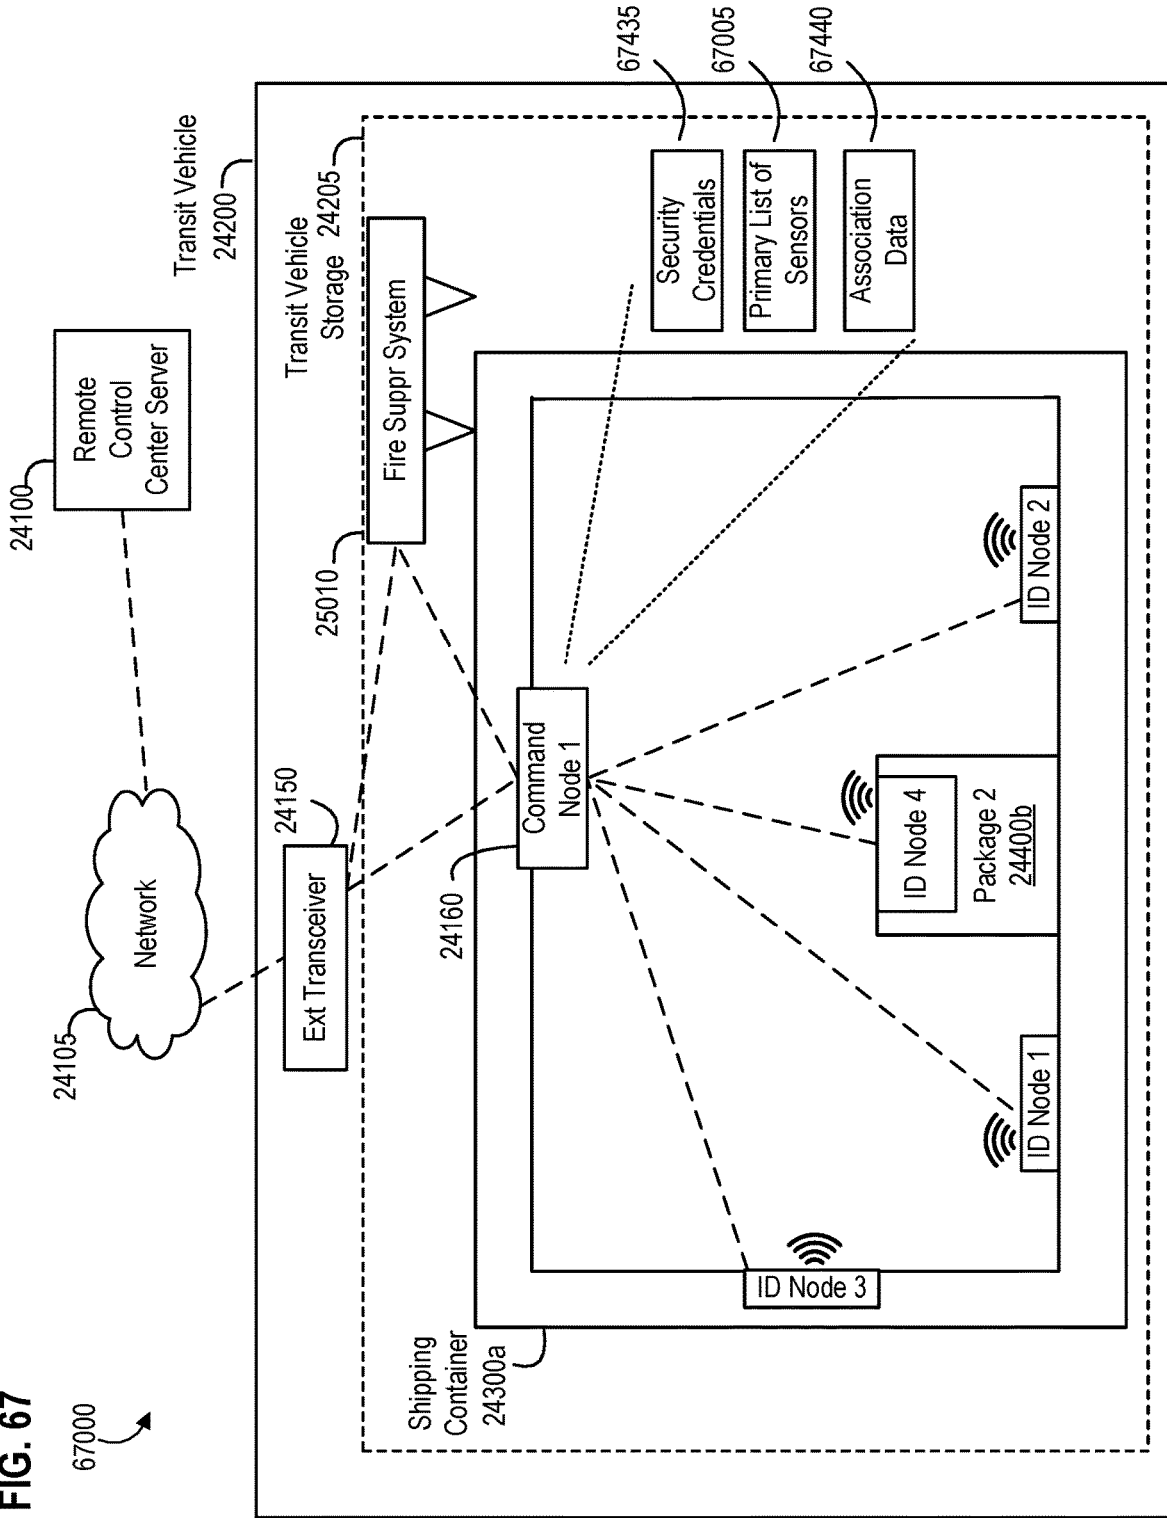 FIG. 67
67000
24105
Network
24100
Remote
Control
Center Server
Transit Vehicle
24200
Ext Transceiver
24150
25010
Transit Vehicle
Storage 24205
Fire Suppr System
Shipping
Container
24300a
24160
Command
Node 1
Security
Credentials
67435
Primary List of
Sensors
67005
Association
Data
67440
ID Node 3
ID Node 1
ID Node 4
Package 2
24400b
ID Node 2